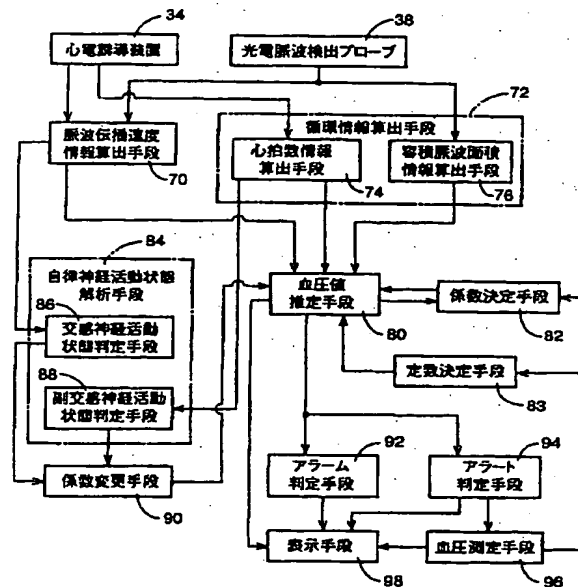 34
38
心電誘導装置
光電脈波検出プローブ
72
循環情報算出手段
脈波伝播速度
情報算出手段
70
心拍数情報
算出手段
74
容積脈波面積
情報算出手段
76
84
自律神経活動状態
解析手段
86
交感神経活動
状態判定手段
88
副交感神経活動
状態判定手段
係数変更手段
90
血圧値
推定手段
80
係数決定手段
82
定数決定手段
83
92
アラーム
判定手段
94
アラート
判定手段
表示手段
98
血圧測定手段
96